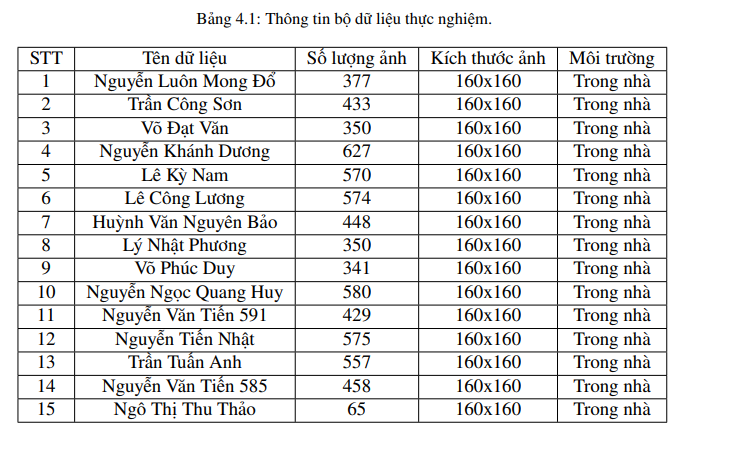 Bảng 4.1: Thông tin bộ dữ liệu thực nghiệm.
STT Tên dữ liệu Số lượng ảnh Kích thước ảnh Môi trường
1 Nguyễn Luôn Mong Đổ 377 160x160 Trong nhà
2 Trần Công Sơn 433 160x160 Trong nhà
3 Võ Đạt Văn 350 160x160 Trong nhà
4 Nguyễn Khánh Dương 627 160x160 Trong nhà
5 Lê Kỳ Nam 570 160x160 Trong nhà
6 Lê Công Lương 574 160x160 Trong nhà
7 Huỳnh Văn Nguyên Bảo 448 160x160 Trong nhà
8 Lý Nhật Phương 350 160x160 Trong nhà
9 Võ Phúc Duy 341 160x160 Trong nhà
10 Nguyễn Ngọc Quang Huy 580 160x160 Trong nhà
11 Nguyễn Văn Tiến 591 429 160x160 Trong nhà
12 Nguyễn Tiến Nhật 575 160x160 Trong nhà
13 Trần Tuấn Anh 557 160x160 Trong nhà
14 Nguyễn Văn Tiến 585 458 160x160 Trong nhà
15 Ngô Thị Thu Thảo 65 160x160 Trong nhà